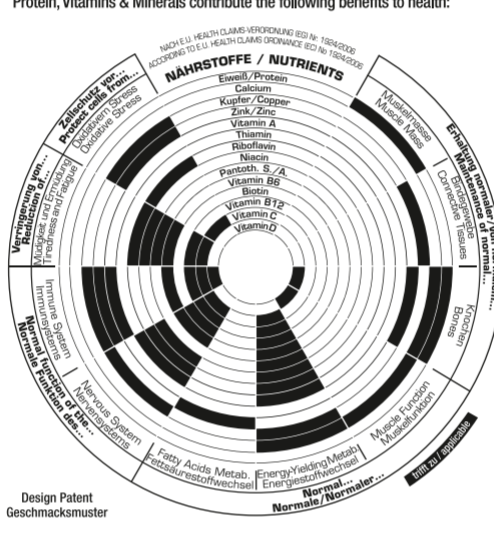 Protein, Vitamins & Minerals contribute the following benefits to health:
NACH E.U. HEALTH CLAIMS-VERORDNUNG (EG) Nr. 1924/2006
ACCORDING TO E.U. HEALTH CLAIMS ORDINANCE (EC) No 1924/2006
NÄHRSTOFFE / NUTRIENTS
Eiweiß/Protein
Calcium
Kupfer/Copper
Zink/Zinc
Vitamin A
Thiamin
Riboflavin
Niacin
Pantoth. S./A.
Vitamin B6
Biotin
Vitamin B12
Vitamin C
Vitamin D
Muskelmasse
Muscle Mass
Bindegewebe
Connective Tissues
Knochen
Bones
Maintenance of normal...
Muscle Function
Muskelfunktion
trifft zu / applicable
Energy-Yielding Metab.
Energiestoffwechsel
Normal...
Normale/Normaler...
Fatty Acids Metab.
Fettsäurestoffwechsel
Nervous System
Nervensystems
Immune System
Immunsystems
Normal function of the...
Normale Funktion des...
Verringerung von...
Reduction of...
Müdigkeit und Ermüdung
Tiredness and Fatigue
Zellschutz vor...
Protect cells from...
Oxidativem Stress
Oxidative Stress
Design Patent
Geschmacksmuster